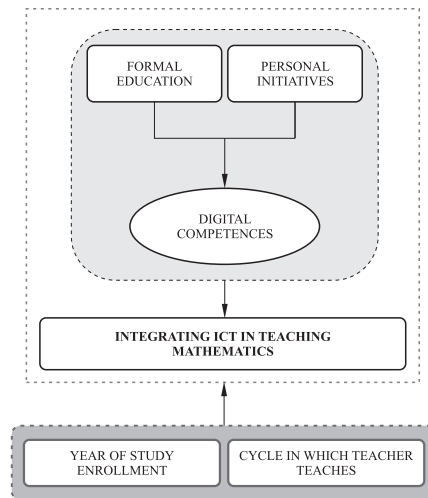 FORMAL
EDUCATION
PERSONAL
INITIATIVES
DIGITAL
COMPETENCES
INTEGRATING ICT IN TEACHING
MATHEMATICS
YEAR OF STUDY
ENROLLMENT
CYCLE IN WHICH TEACHER
TEACHES